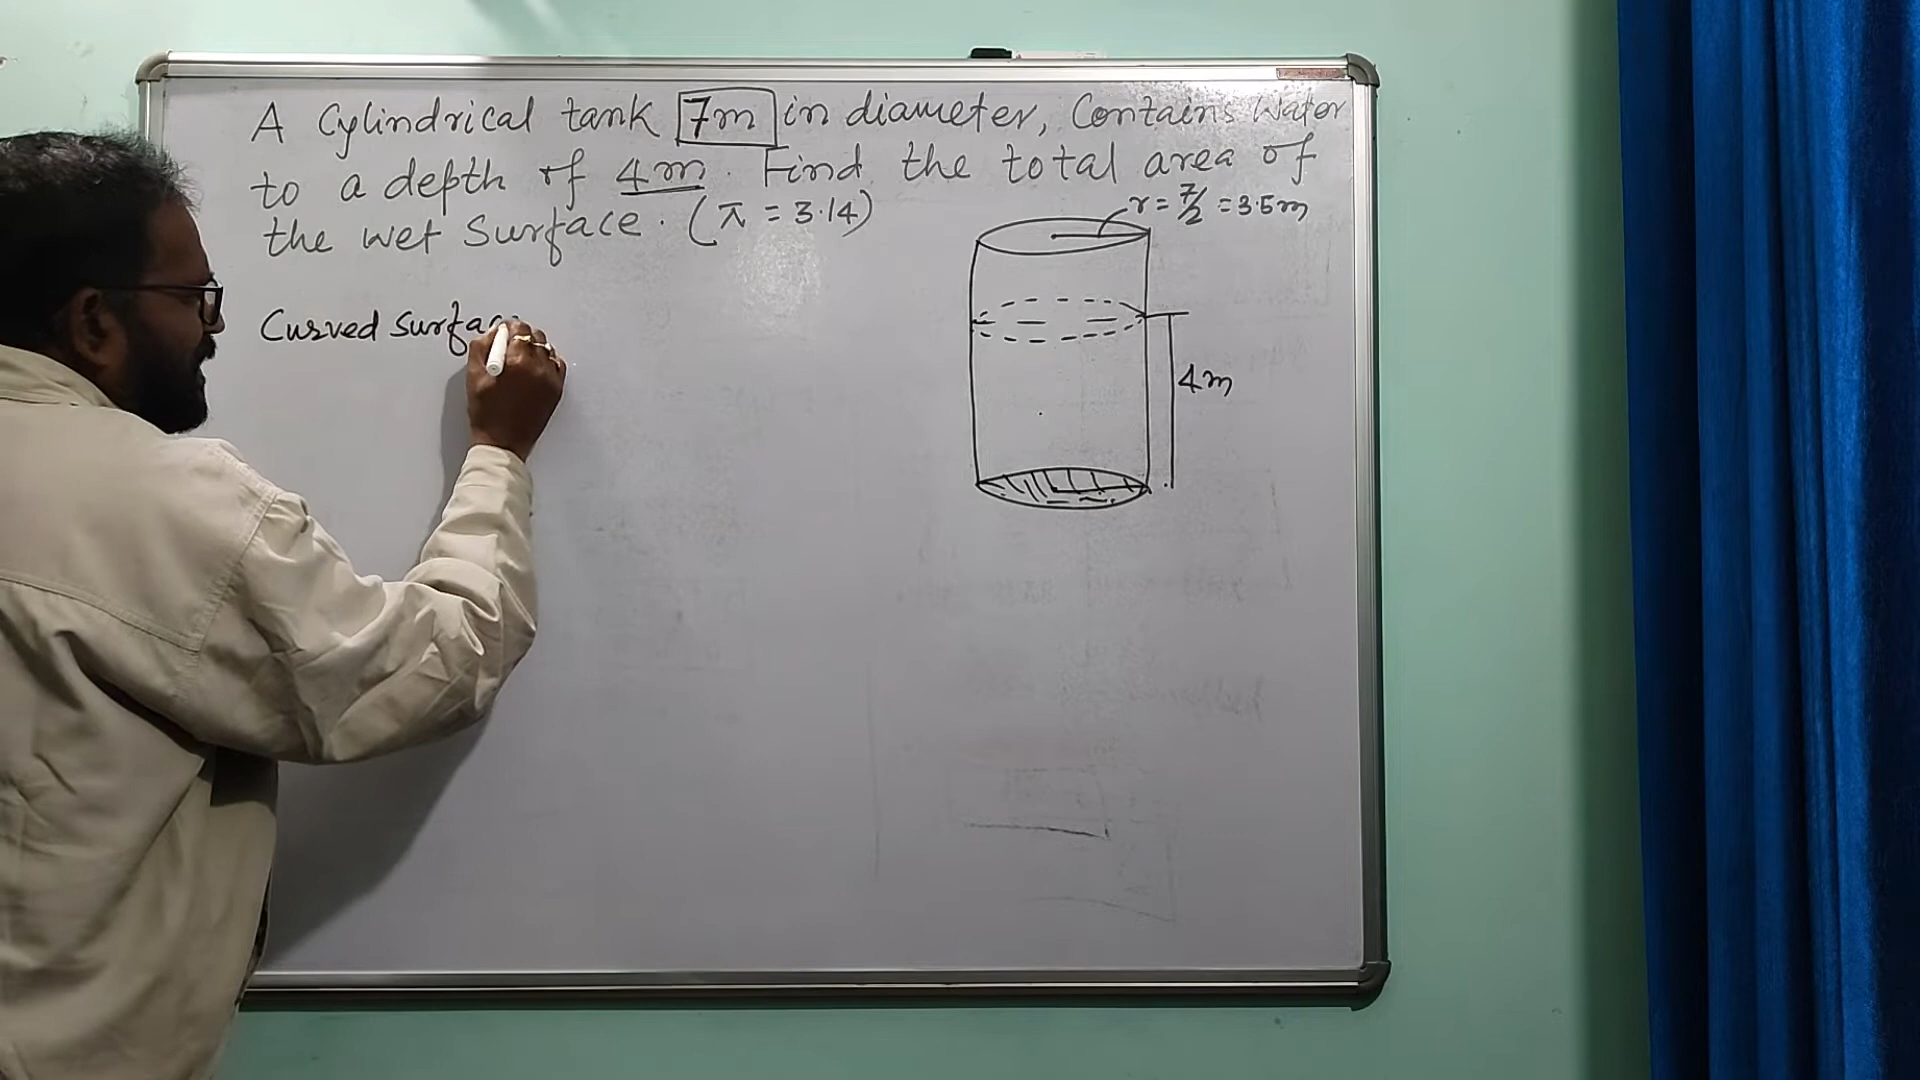 A Cylindrical tank 7m in diameter, Contains Water
to a depth of 4m. Find the total area of
the wet Surface. (π = 3.14)
r = 7/2 = 3.5m
Curved Surfac
4m